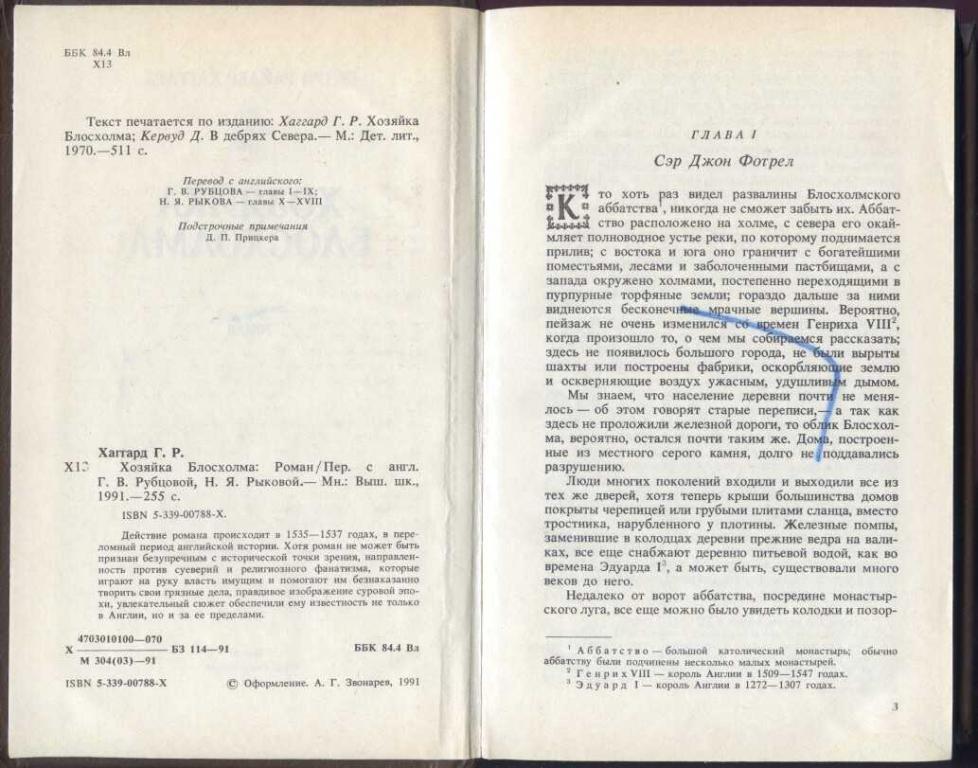 ББК 84.4 Вл
Х13
Текст печатается по изданию: Хаггард Г. Р. Хозяйка
Блосхолма; Кервуд Д. В дебрях Севера.— М.: Дет. лит.,
1970.—511 с.
Перевод с английского:
Г. В. РУБЦОВА — главы I—IX;
Н. Я. РЫКОВА — главы X—XVIII
Подстрочные примечания
Д. П. Прицкера
Хаггард Г. Р.
Х13 Хозяйка Блосхолма: Роман/Пер. с англ.
Г. В. Рубцовой, Н. Я. Рыковой.— Мн.: Выш. шк.,
1991.—255 с.
ISBN 5-339-00788-X.
Действие романа происходит в 1535—1537 годах, в пере-
ломный период английской истории. Хотя роман не может быть
признан безупречным с исторической точки зрения, направлен-
ность против суеверий и религиозного фанатизма, которые
играют на руку власть имущим и помогают им безнаказанно
творить свои грязные дела, правдивое изображение суровой эпо-
хи, увлекательный сюжет обеспечили ему известность не только
в Англии, но и за ее пределами.
4703010100—070
Х БЗ 114—91 ББК 84.4 Вл
М 304(03)—91
ISBN 5-339-00788-X © Оформление. А. Г. Звонарев, 1991
ГЛАВА I
Сэр Джон Фотрел
Кто хоть раз видел развалины Блосхолмского
аббатства¹, никогда не сможет забыть их. Аббат-
ство расположено на холме, с севера его окай-
мляет полноводное устье реки, по которому поднимается
прилив; с востока и юга оно граничит с богатейшими
поместьями, лесами и заболоченными пастбищами, а с
запада окружено холмами, постепенно переходящими в
пурпурные торфяные земли; гораздо дальше за ними
виднеются бесконечные мрачные вершины. Вероятно,
пейзаж не очень изменился со времен Генриха VIII²,
когда произошло то, о чем мы собираемся рассказать;
здесь не появилось большого города, не были вырыты
шахты или построены фабрики, оскорбляющие землю
и оскверняющие воздух ужасным, удушливым дымом.
Мы знаем, что население деревни почти не меня-
лось — об этом говорят старые переписи,— а так как
здесь не проложили железной дороги, то облик Блосхол-
ма, вероятно, остался почти таким же. Дома, построен-
ные из местного серого камня, долго не поддавались
разрушению.
Люди многих поколений входили и выходили все из
тех же дверей, хотя теперь крыши большинства домов
покрыты черепицей или грубыми плитами сланца, вместо
тростника, нарубленного у плотины. Железные помпы,
заменившие в колодцах деревни прежние ведра на вали-
ках, все еще снабжают деревню питьевой водой, как во
времена Эдуарда I³, а может быть, существовали много
веков до него.
Недалеко от ворот аббатства, посредине монастыр-
ского луга, все еще можно было увидеть колодки и позор-
¹ Аббатство — большой католический монастырь; обычно
аббатству были подчинены несколько малых монастырей.
² Генрих VIII — король Англии в 1509—1547 годах.
³ Эдуард I — король Англии в 1272—1307 годах.
3